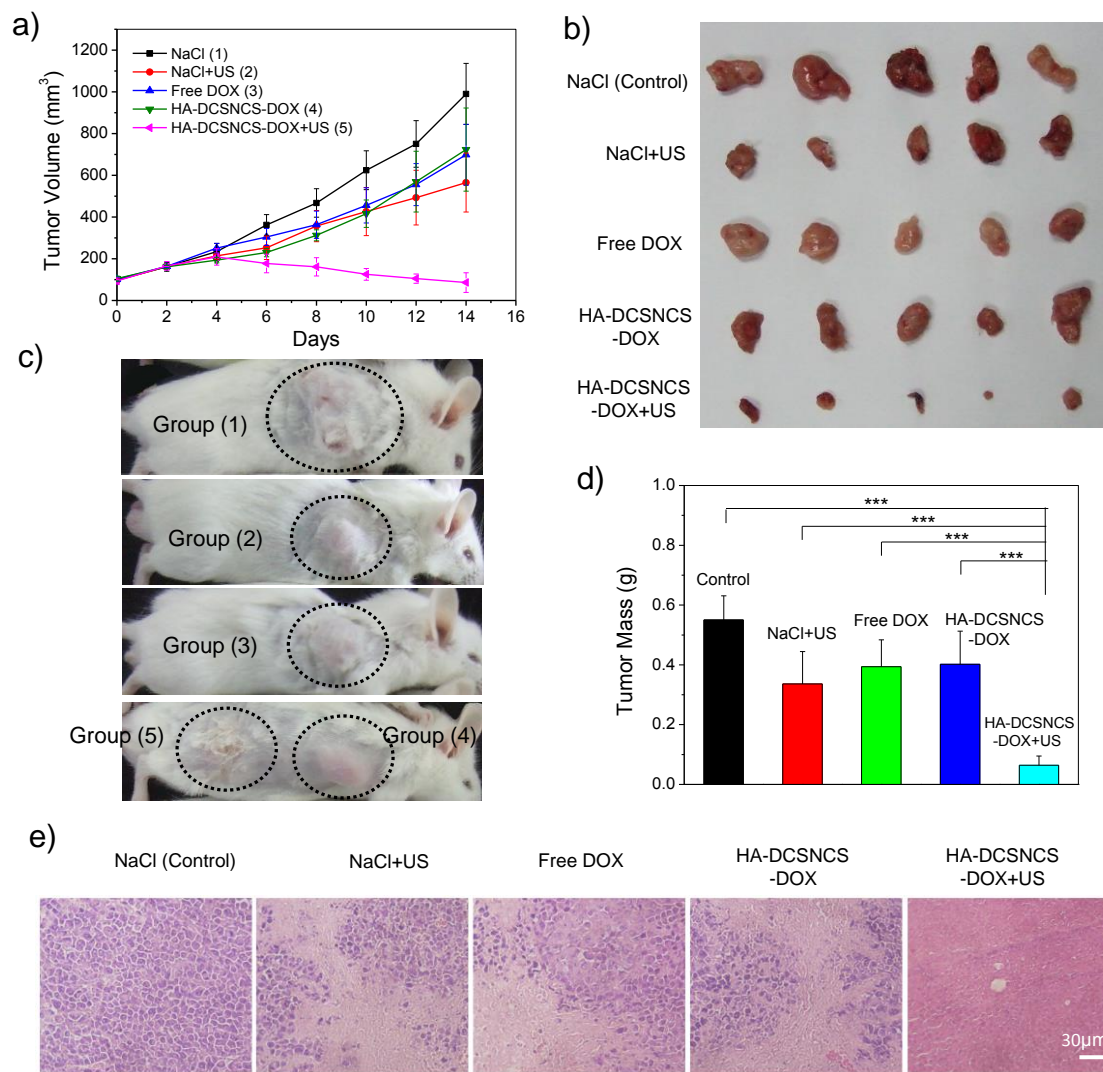 a)
1200
1000
800
600
400
200
0
Tumor Volume (mm³)
NaCl (1)
NaCl+US (2)
Free DOX (3)
HA-DCSNCS-DOX (4)
HA-DCSNCS-DOX+US (5)
0 2 4 6 8 10 12 14 16
Days
b)
NaCl (Control)
NaCl+US
Free DOX
HA-DCSNCS
-DOX
HA-DCSNCS
-DOX+US
c)
Group (1)
Group (2)
Group (3)
Group (5)
Group (4)
d)
1.0
0.8
0.6
0.4
0.2
0.0
Tumor Mass (g)
***
***
***
***
Control
NaCl+US
Free DOX
HA-DCSNCS
-DOX
HA-DCSNCS
-DOX+US
e)
NaCl (Control)
NaCl+US
Free DOX
HA-DCSNCS
-DOX
HA-DCSNCS
-DOX+US
30μm